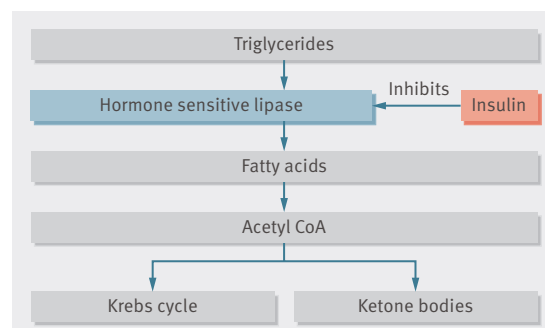 Triglycerides
Inhibits
Hormone sensitive lipase
Insulin
Fatty acids
Acetyl CoA
Krebs cycle
Ketone bodies